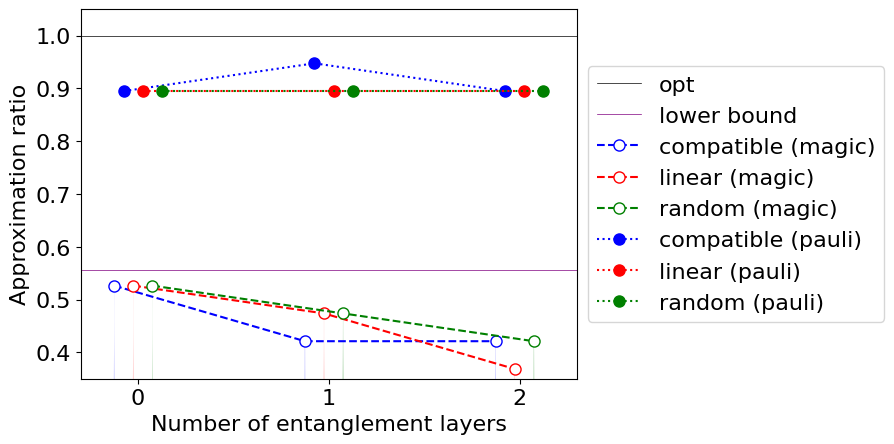 Approximation ratio
1.0
0.9
0.8
0.7
0.6
0.5
0.4
0
1
2
Number of entanglement layers
opt
lower bound
compatible (magic)
linear (magic)
random (magic)
compatible (pauli)
linear (pauli)
random (pauli)